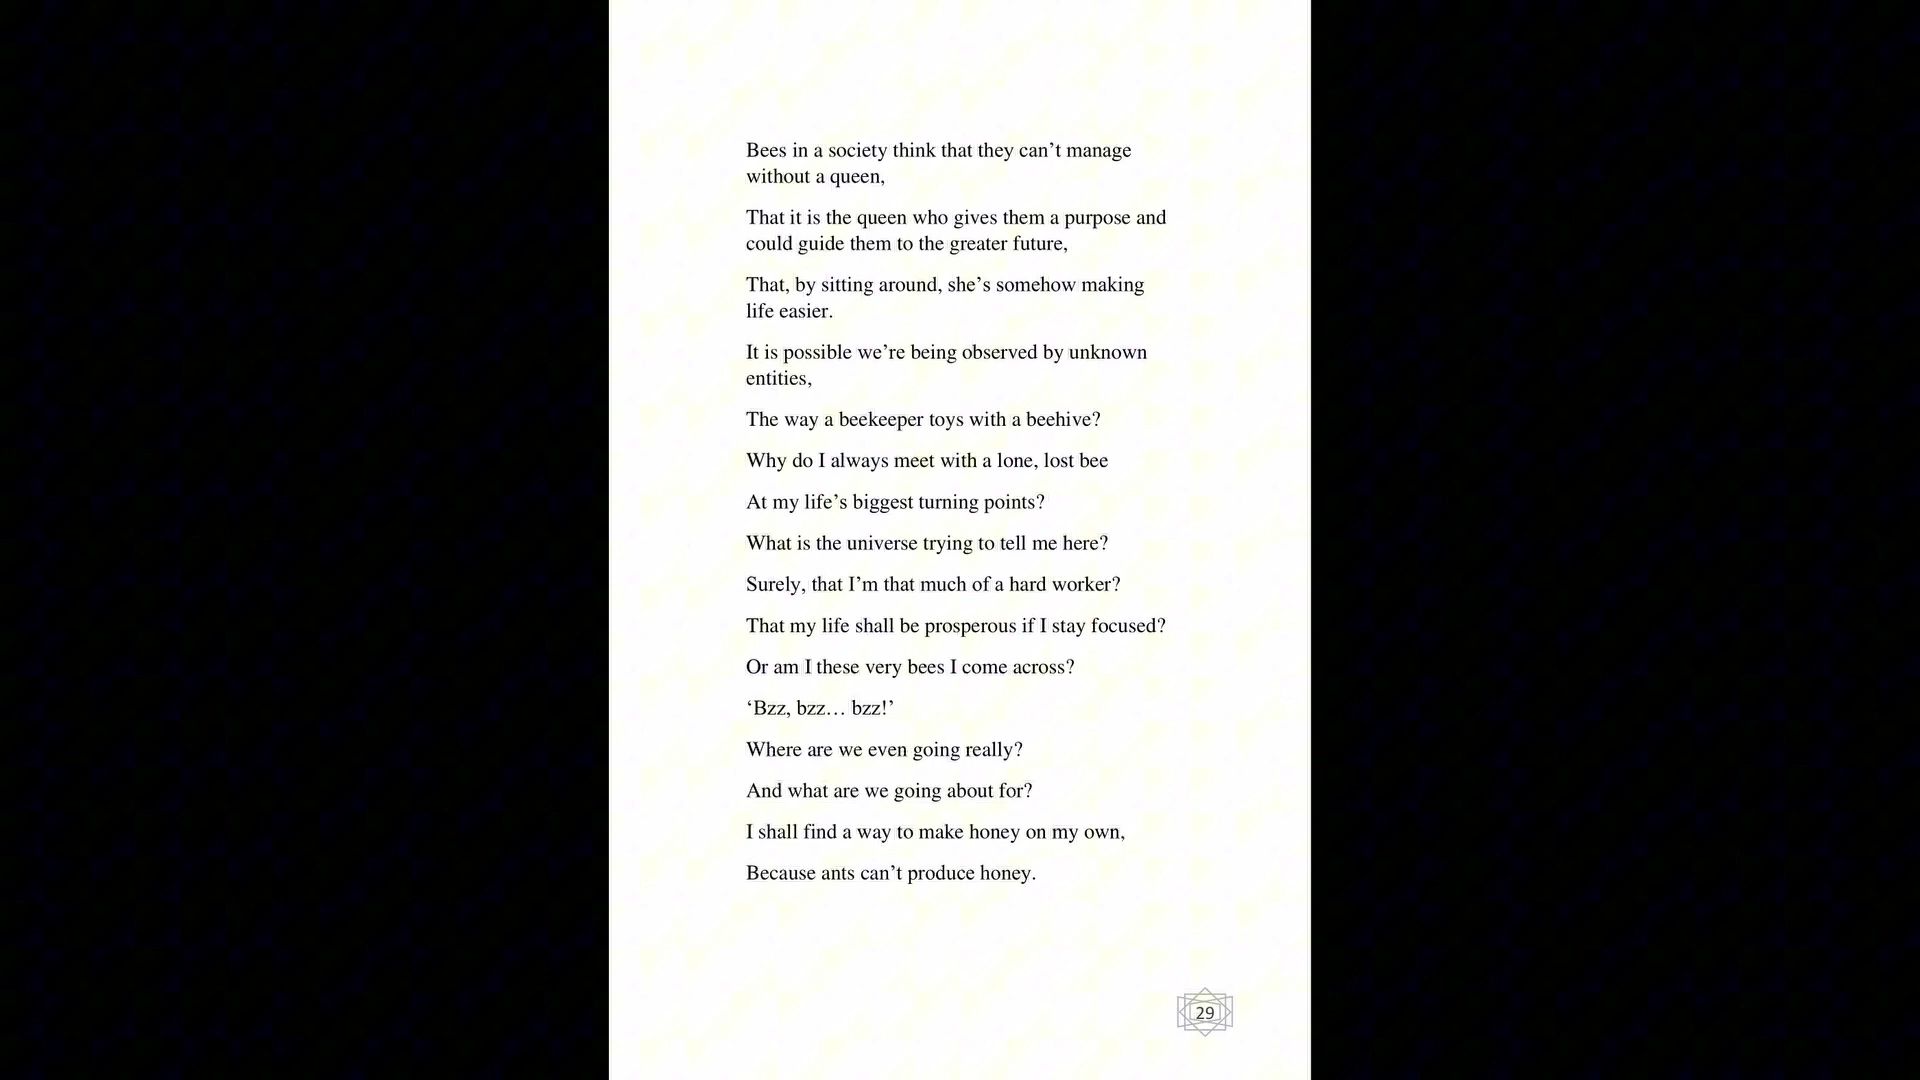 Bees in a society think that they can’t manage
without a queen,
That it is the queen who gives them a purpose and
could guide them to the greater future,
That, by sitting around, she’s somehow making
life easier.
It is possible we’re being observed by unknown
entities,
The way a beekeeper toys with a beehive?
Why do I always meet with a lone, lost bee
At my life’s biggest turning points?
What is the universe trying to tell me here?
Surely, that I’m that much of a hard worker?
That my life shall be prosperous if I stay focused?
Or am I these very bees I come across?
‘Bzz, bzz… bzz!’
Where are we even going really?
And what are we going about for?
I shall find a way to make honey on my own,
Because ants can’t produce honey.
29